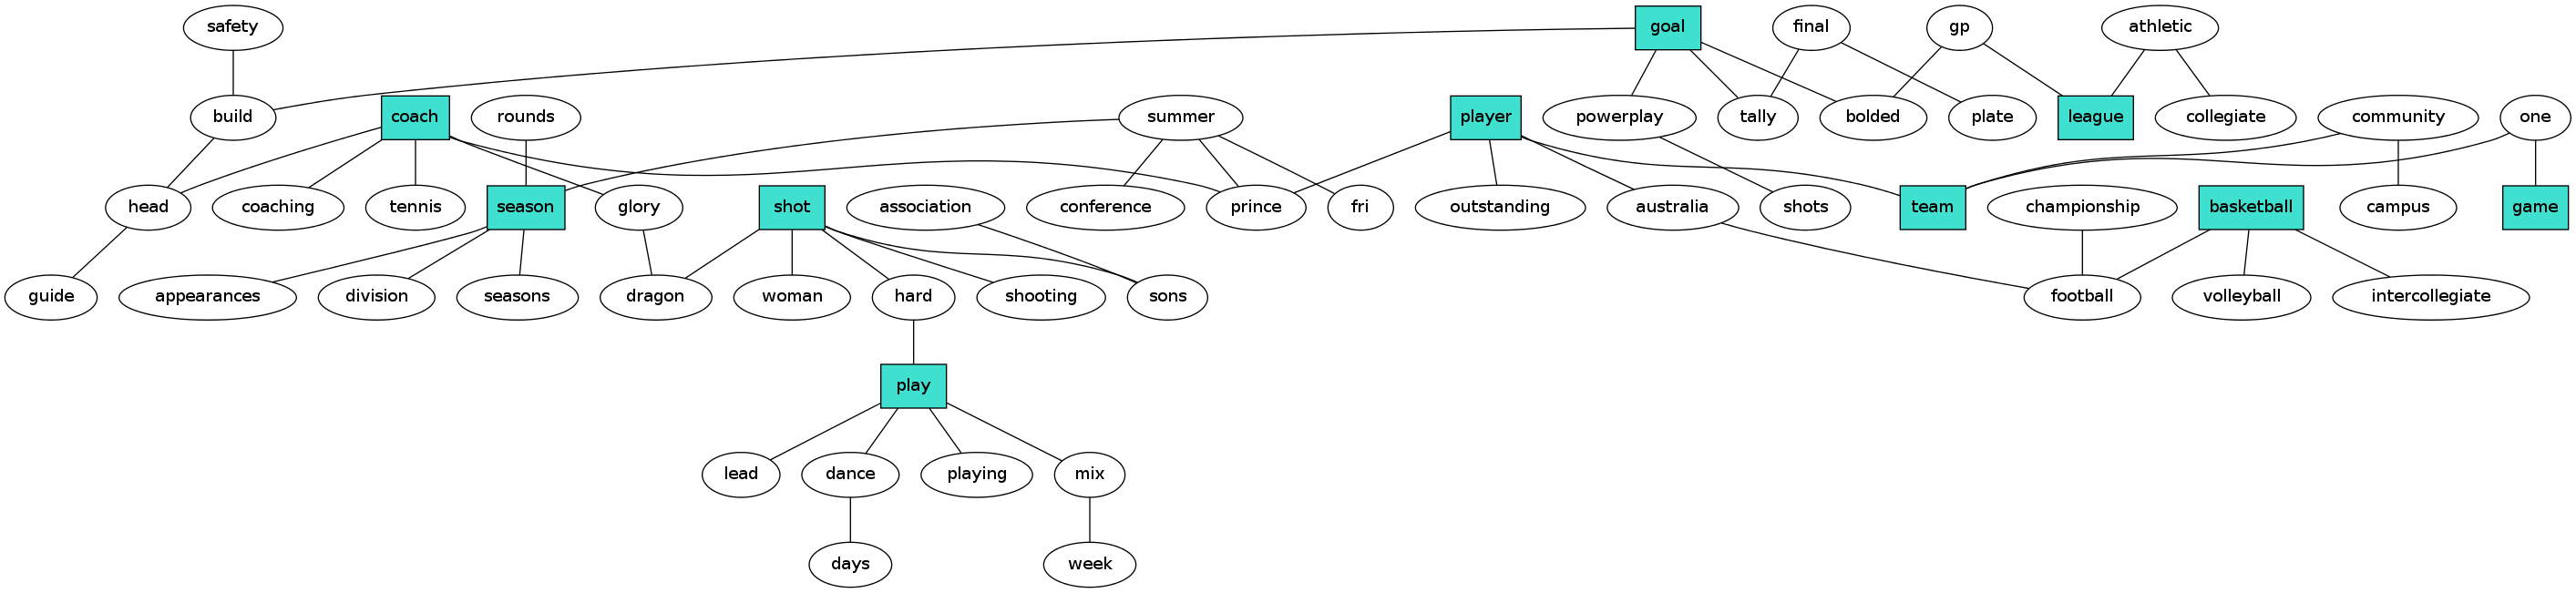 safety
goal
final
gp
athletic
build
coach
rounds
summer
player
powerplay
tally
bolded
plate
league
collegiate
community
one
head
coaching
tennis
season
glory
shot
association
conference
prince
fri
outstanding
australia
shots
team
championship
basketball
campus
game
guide
appearances
division
seasons
dragon
woman
hard
shooting
sons
football
volleyball
intercollegiate
play
lead
dance
playing
mix
days
week